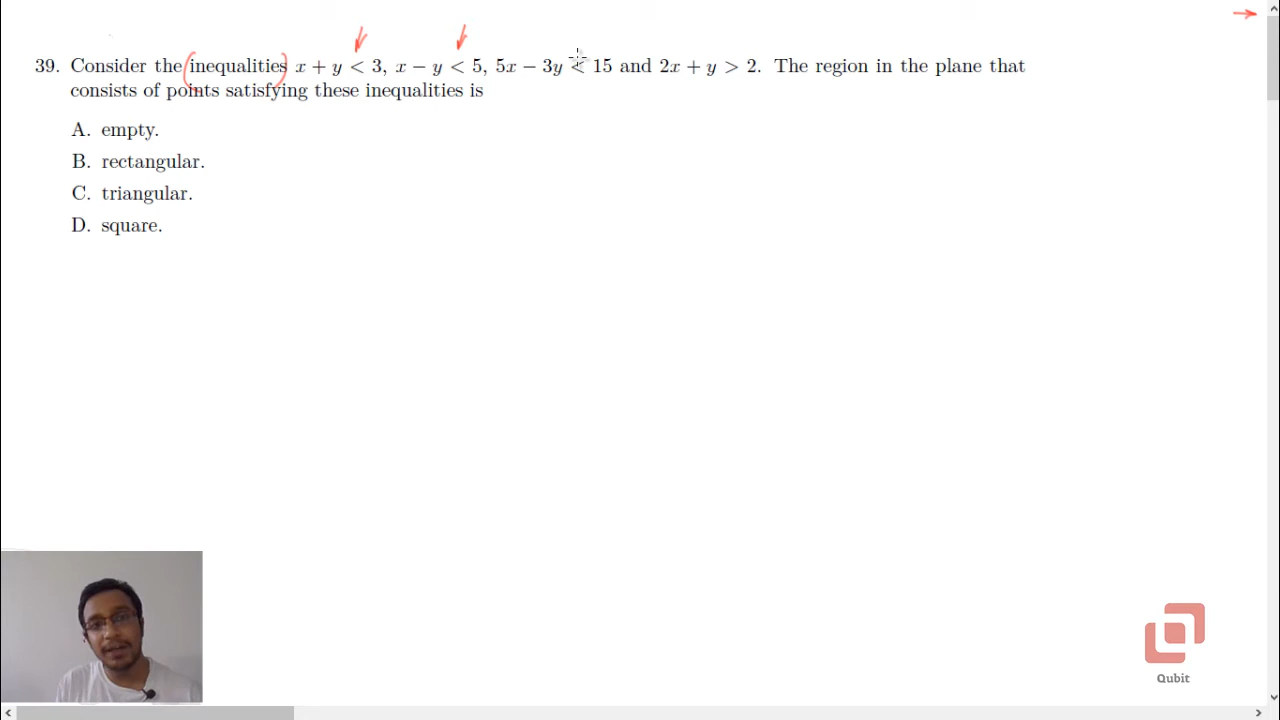 39. Consider the inequalities x + y < 3, x − y < 5, 5x − 3y < 15 and 2x + y > 2. The region in the plane that
consists of points satisfying these inequalities is
A. empty.
B. rectangular.
C. triangular.
D. square.
Qubit